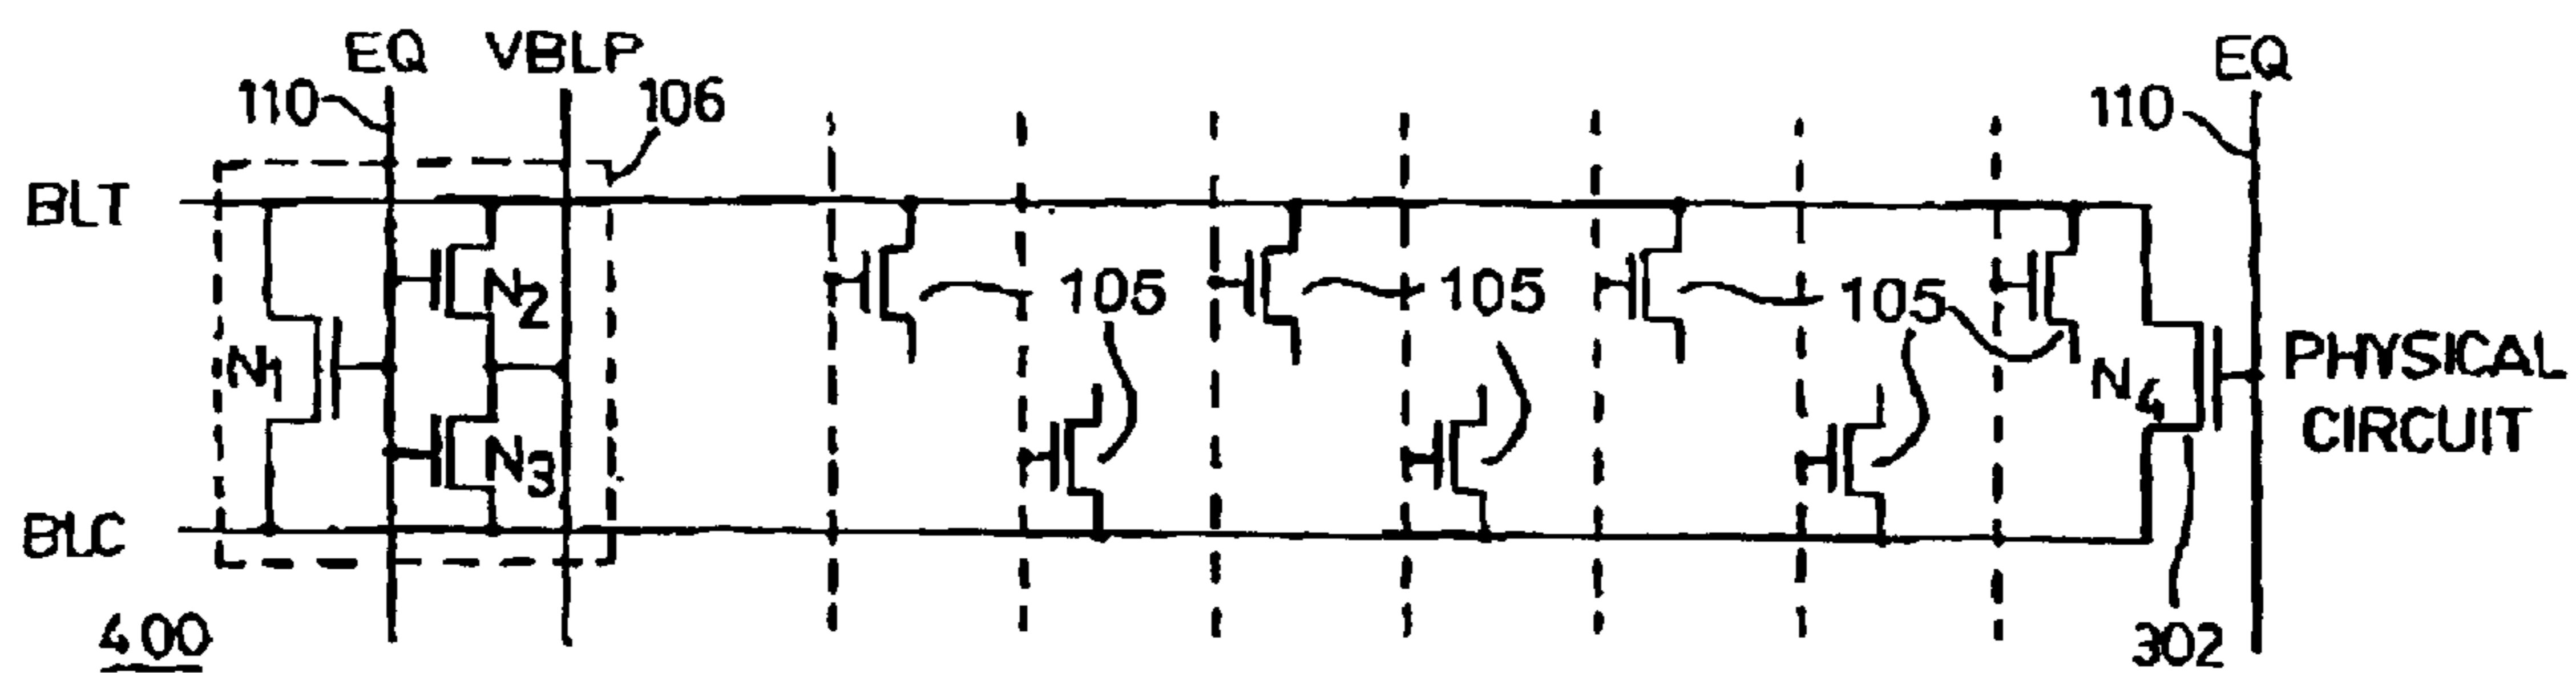 EQ VBLP EQ
110 106 110
BLT
N2
105 105 105
N1
N4
PHYSICAL
CIRCUIT
N3
BLC
400
302